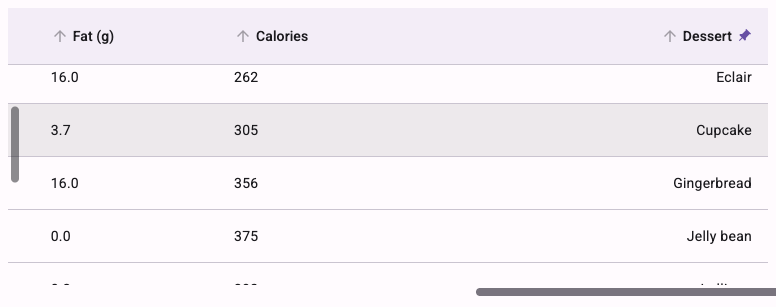 Fat (g) Calories Dessert
16.0 262 Eclair
3.7 305 Cupcake
16.0 356 Gingerbread
0.0 375 Jelly bean